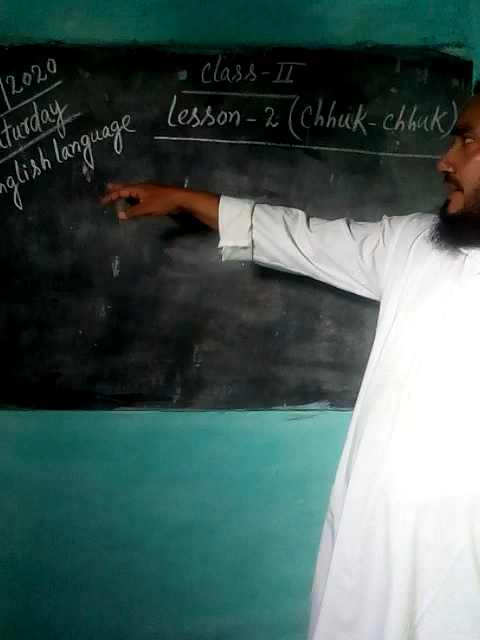 /2020
aturday
nglish language
Class-II
Lesson-2 (Chhuk-chhuk)